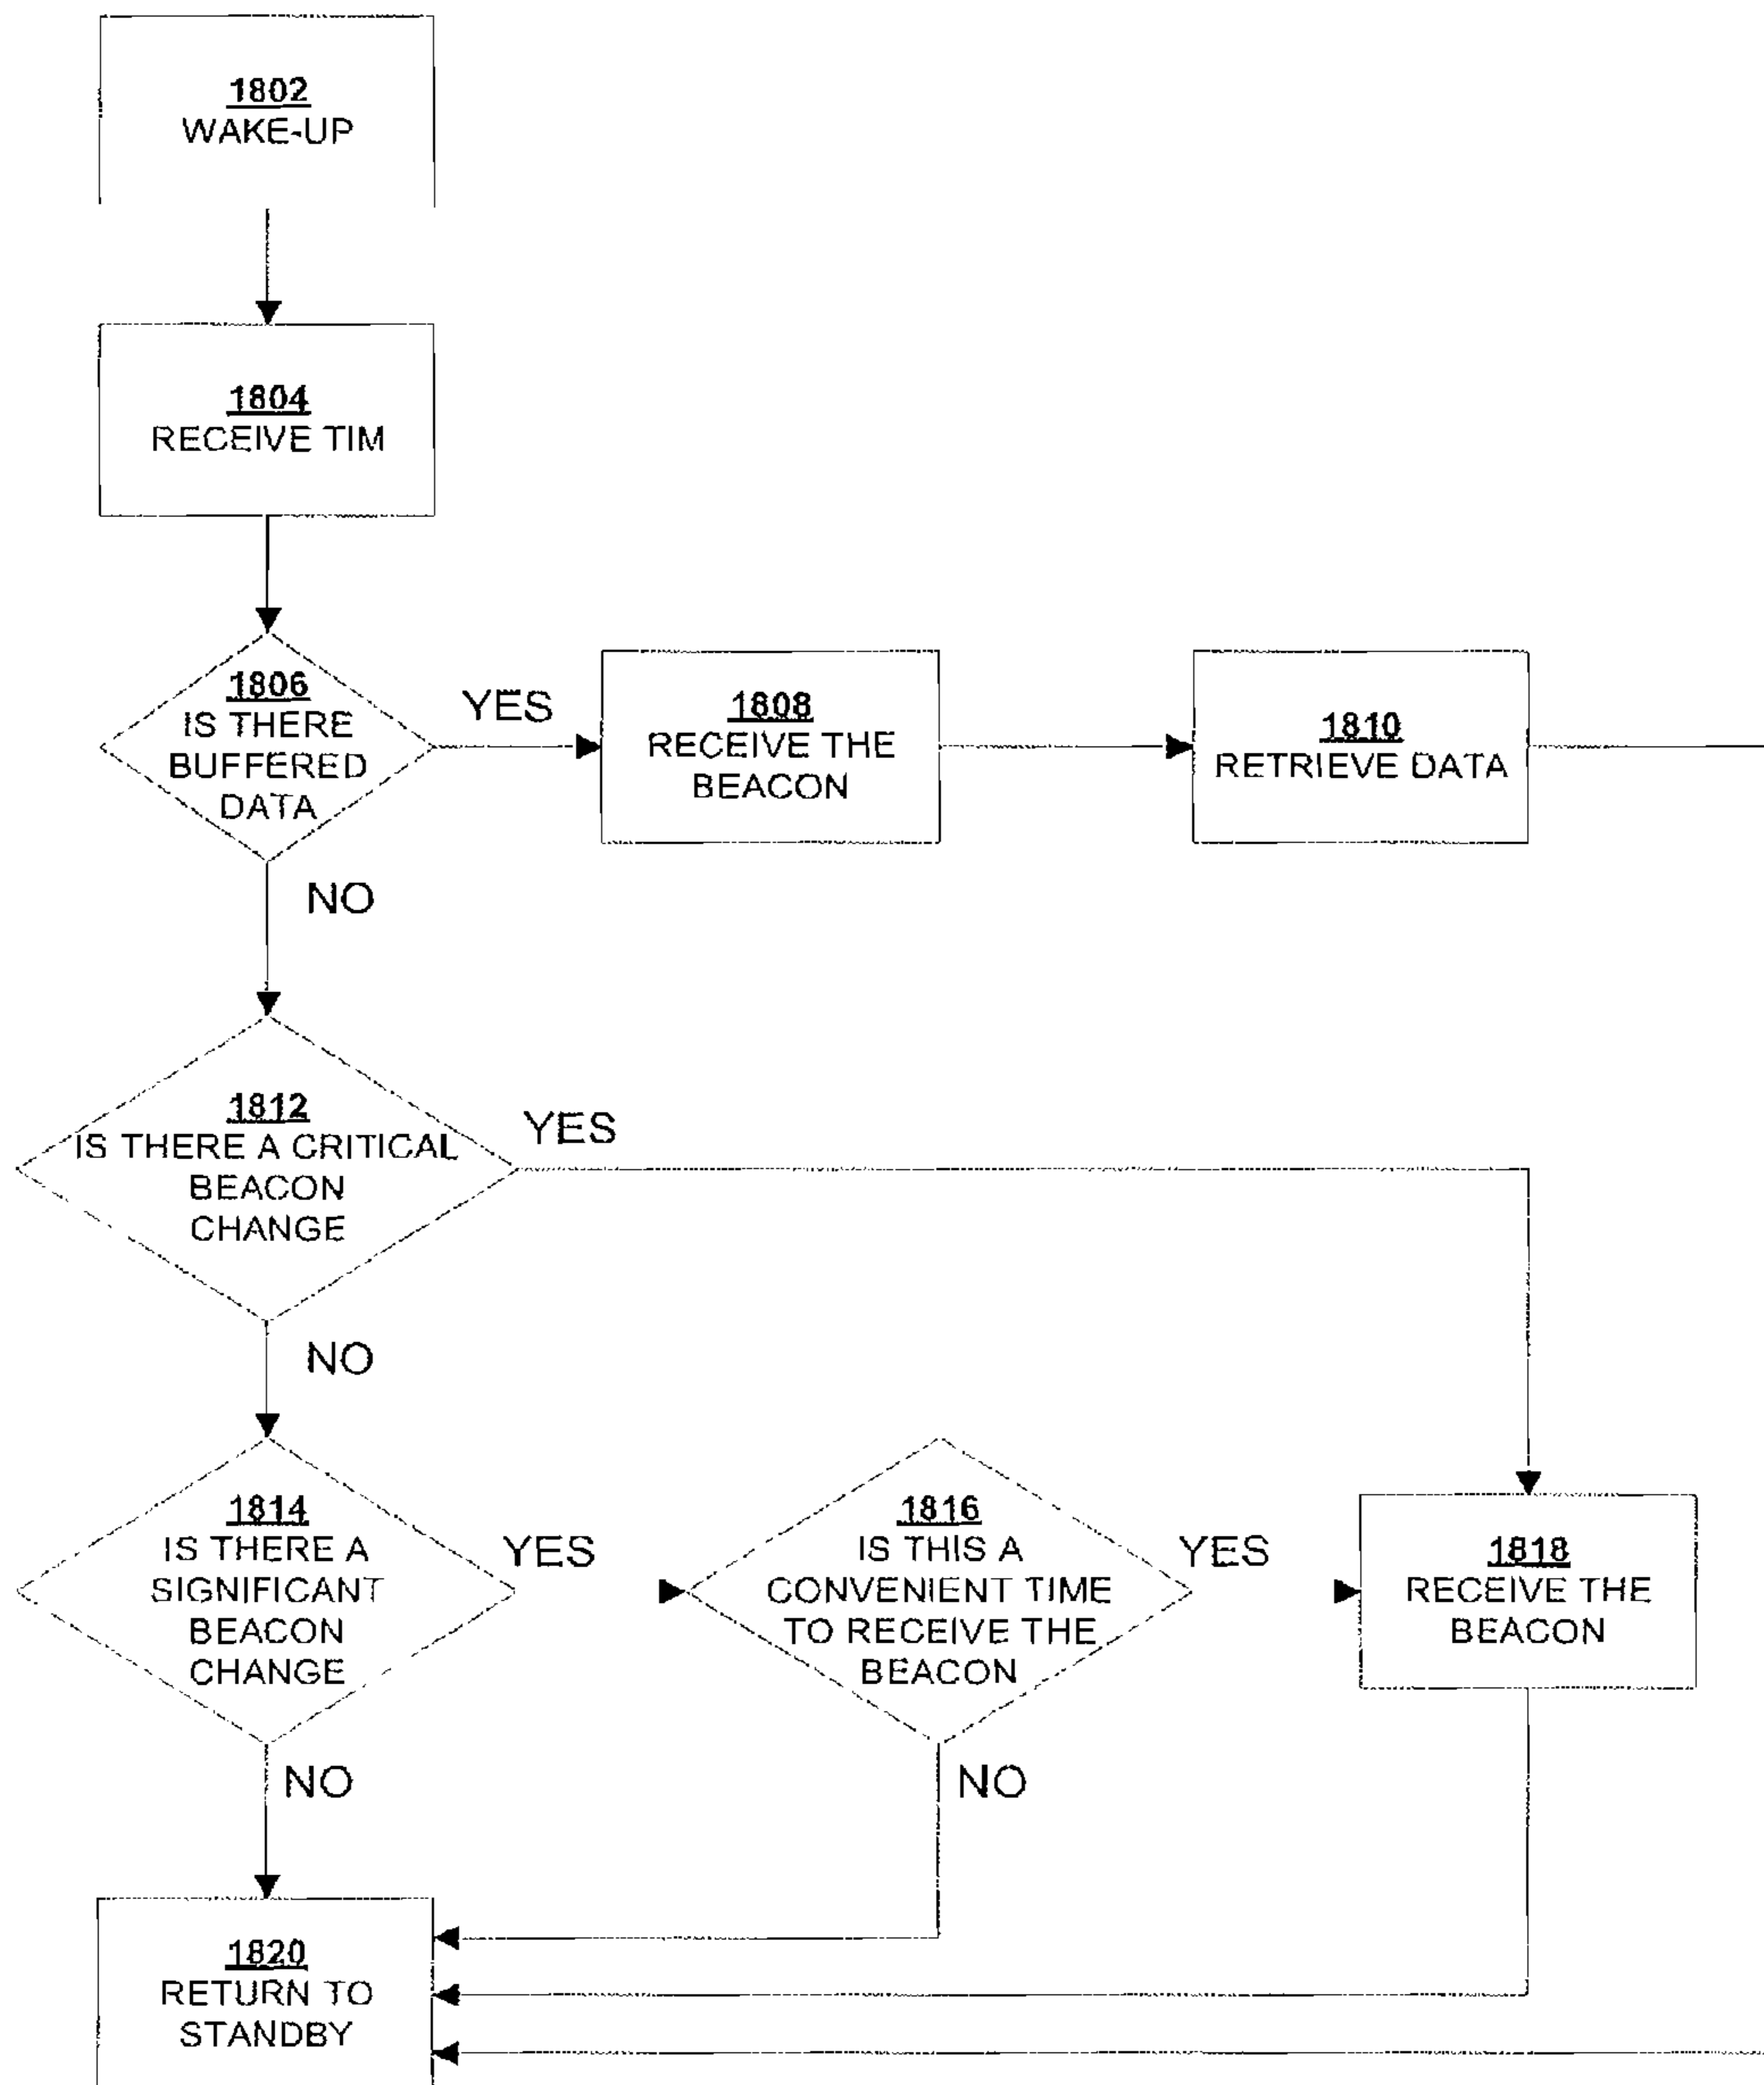 1802
WAKE-UP
1804
RECEIVE TIM
1806
IS THERE
BUFFERED
DATA
YES
1808
RECEIVE THE
BEACON
1810
RETRIEVE DATA
NO
1812
IS THERE A CRITICAL
BEACON
CHANGE
YES
NO
1814
IS THERE A
SIGNIFICANT
BEACON
CHANGE
YES
1816
IS THIS A
CONVENIENT TIME
TO RECEIVE THE
BEACON
YES
1818
RECEIVE THE
BEACON
NO
NO
1820
RETURN TO
STANDBY